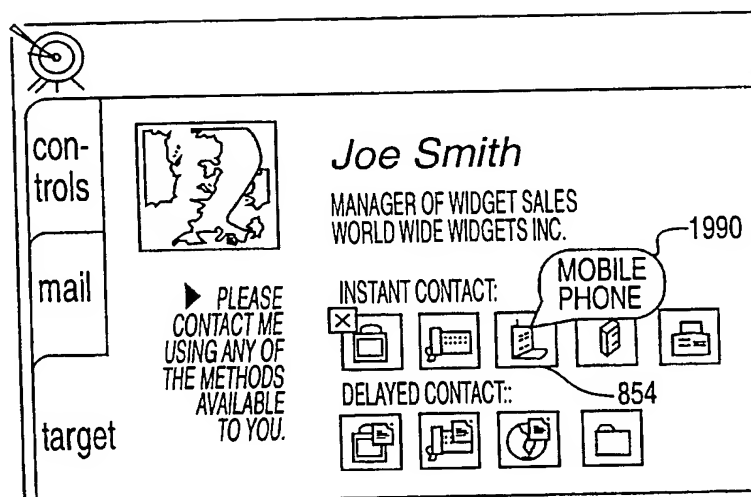 con-
trols
mail
target
Joe Smith
MANAGER OF WIDGET SALES
WORLD WIDE WIDGETS INC.
▶ PLEASE
CONTACT ME
USING ANY OF
THE METHODS
AVAILABLE
TO YOU.
INSTANT CONTACT:
MOBILE
PHONE
1990
854
DELAYED CONTACT::